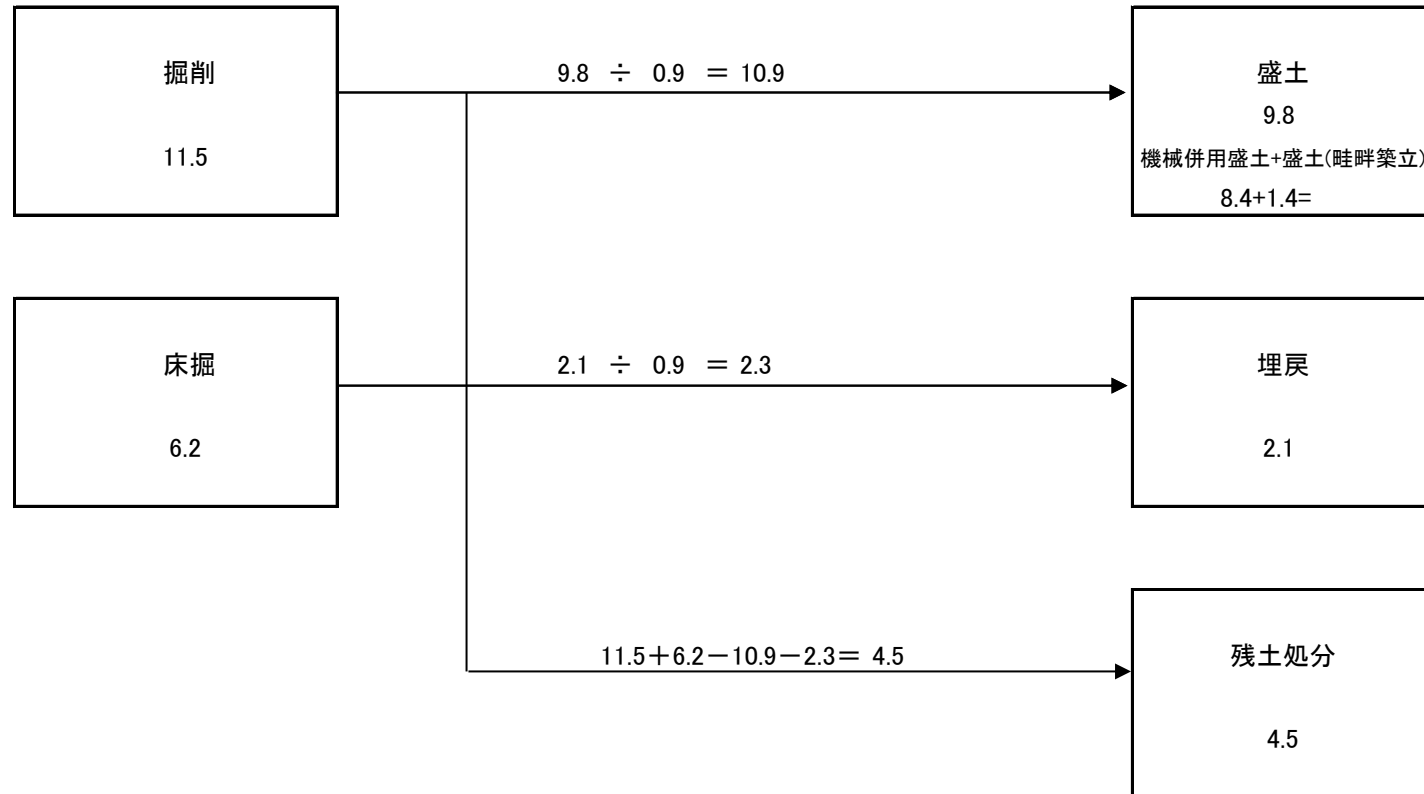 掘削
11.5
9.8 ÷ 0.9 = 10.9
盛土
9.8
機械併用盛土+盛土(畦畔築立)
8.4+1.4=
床掘
6.2
2.1 ÷ 0.9 = 2.3
埋戻
2.1
11.5+6.2-10.9-2.3= 4.5
残土処分
4.5